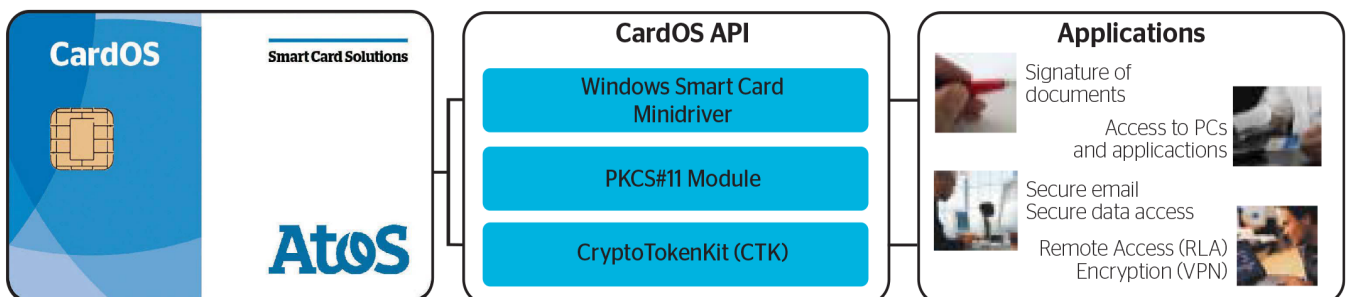 CardOS
Smart Card Solutions
Atos
CardOS API
Windows Smart Card
Minidriver
PKCS#11 Module
CryptoTokenKit (CTK)
Applications
Signature of
documents
Access to PCs
and applicactions
Secure email
Secure data access
Remote Access (RLA)
Encryption (VPN)